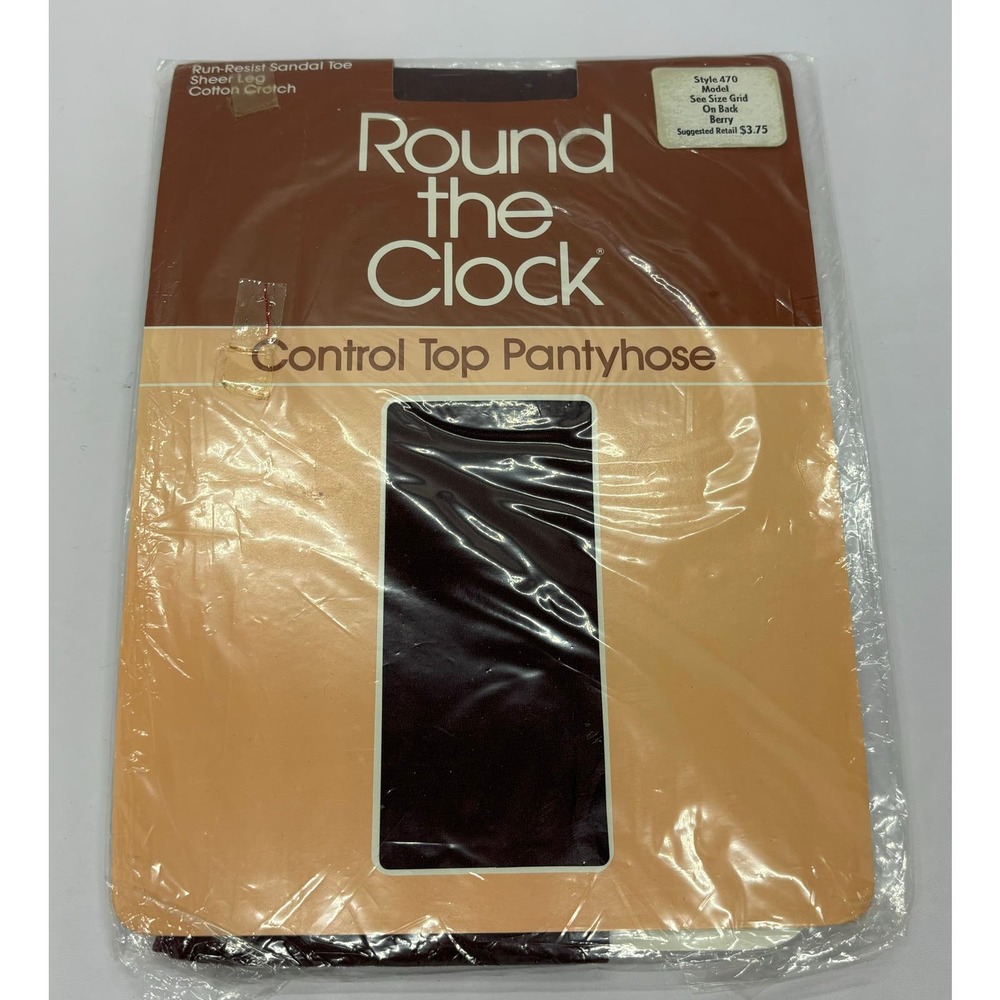 Run-Resist Sandal Toe
Sheer Leg
Cotton Crotch
Style 470
Model
See Size Grid
On Back
Berry
Suggested Retail $3.75
Round
the
Clock®
Control Top Pantyhose